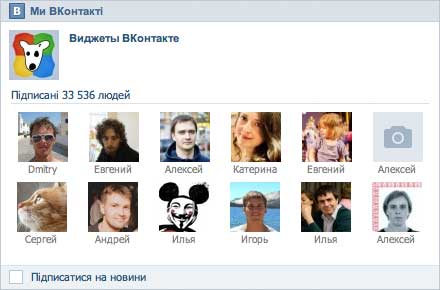 В Ми ВКонтакті
Виджеты ВКонтакте
Підписані 33 536 людей
Dmitry Евгений Алексей Катерина Евгений Алексей
Сергей Андрей Илья Игорь Илья Алексей
Підписатися на новини